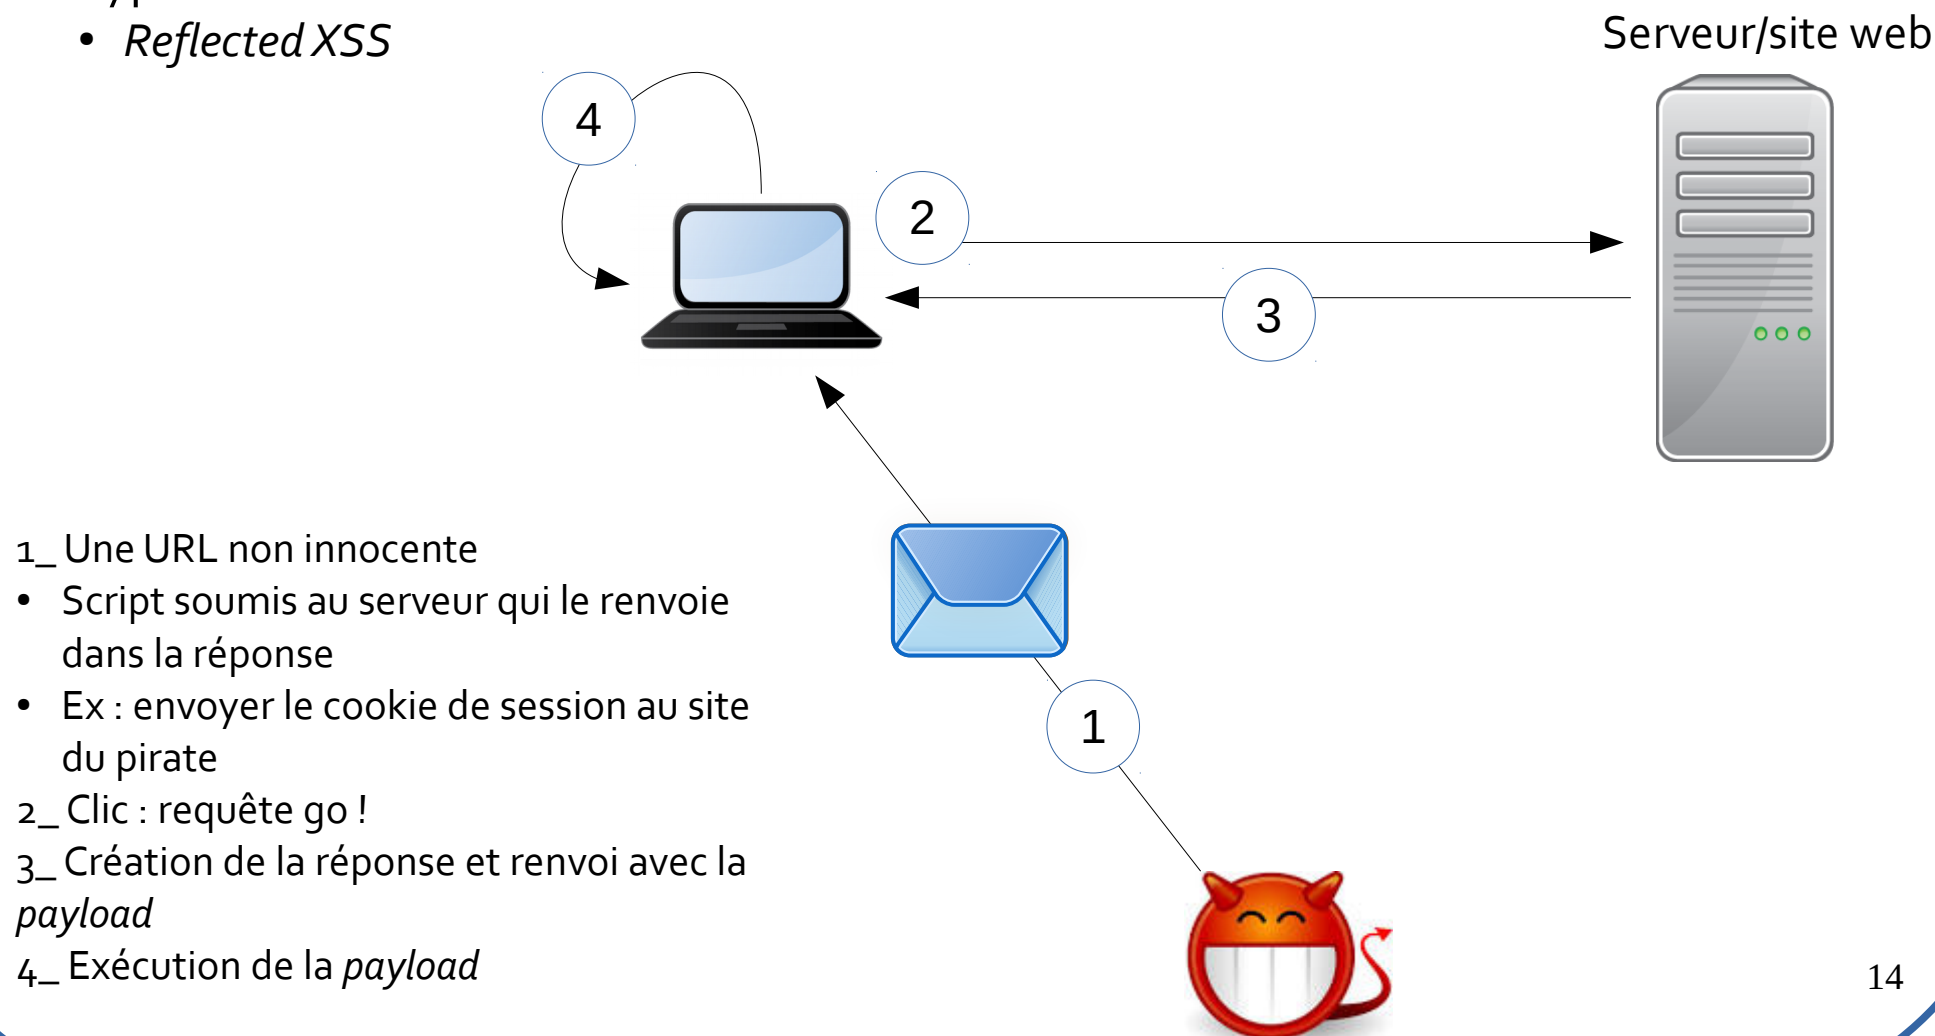 • Reflected XSS
Serveur/site web
4
2
3
1_ Une URL non innocente
• Script soumis au serveur qui le renvoie
dans la réponse
• Ex : envoyer le cookie de session au site
du pirate
2_ Clic : requête go !
3_ Création de la réponse et renvoi avec la
payload
4_ Exécution de la payload
1
14